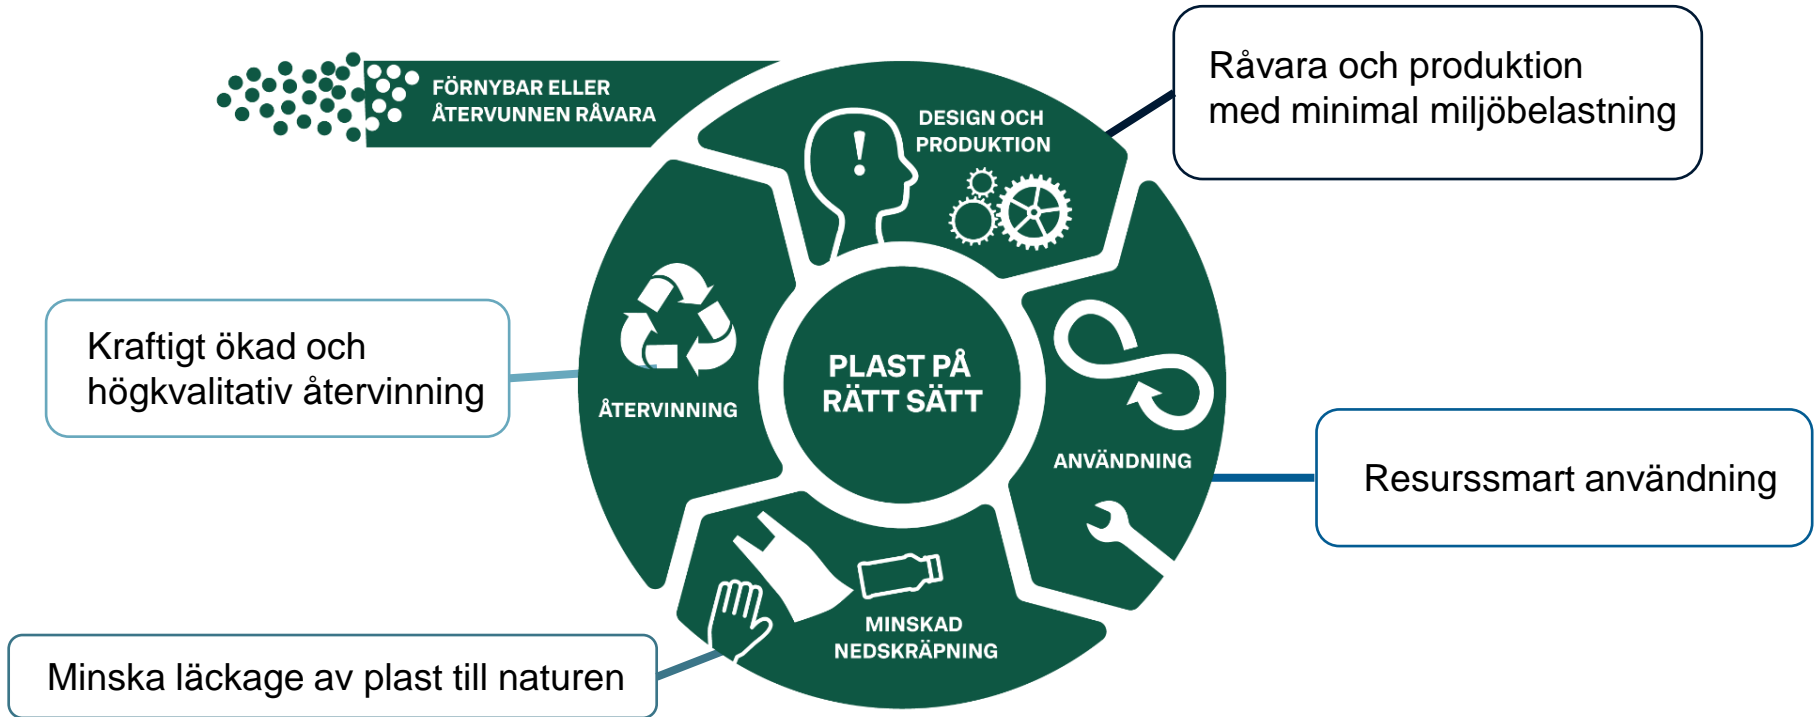 FÖRNYBAR ELLER
ÅTERVUNNEN RÅVARA
DESIGN OCH
PRODUKTION
Råvara och produktion
med minimal miljöbelastning
Kraftigt ökad och
högkvalitativ återvinning
ÅTERVINNING
PLAST PÅ
RÄTT SÄTT
ANVÄNDNING
Resurssmart användning
MINSKAD
NEDSKRÄPNING
Minska läckage av plast till naturen